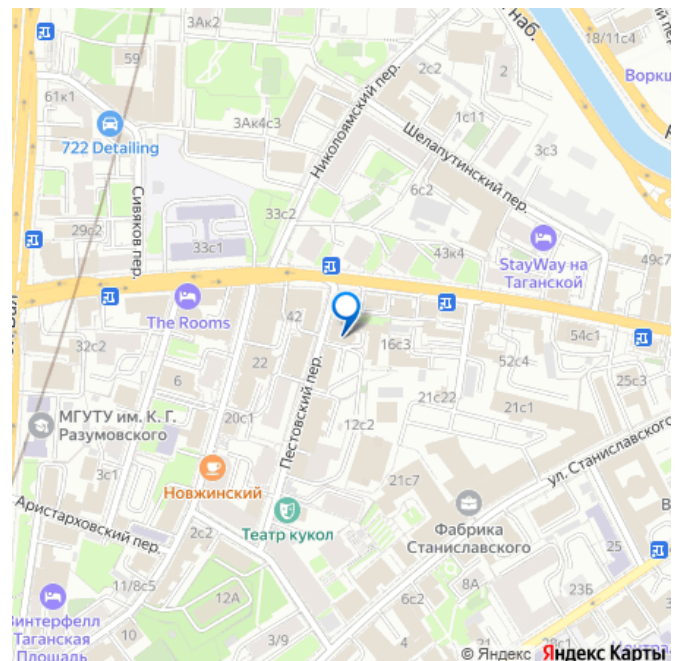 3Ак2
наб.
18/11с4
59
2с2
2
61к1
722 Detailing
3Ак4с3
Николоямский пер.
1с11
Шелапутинский пер.
3с3
6с2
Сивяков пер.
33с2
29с2
33с1
43к4
StayWay на
Таганской
49с7
The Rooms
42
32с2
22
16с3
54с1
6
52с4
25с3
МГУТУ им. К. Г.
Разумовского
20с1
Пестовский пер.
21с22
21с1
12с2
3с1
Новжинский
21с7
ул. Станиславского
Аристарховский пер.
2с2
Театр кукол
Фабрика
Станиславского
25
11/8с5
12А
8А
23Б
6с2
Таганская
Площадь
10
3/9
4
28с1
© Яндекс Яндекс Карты